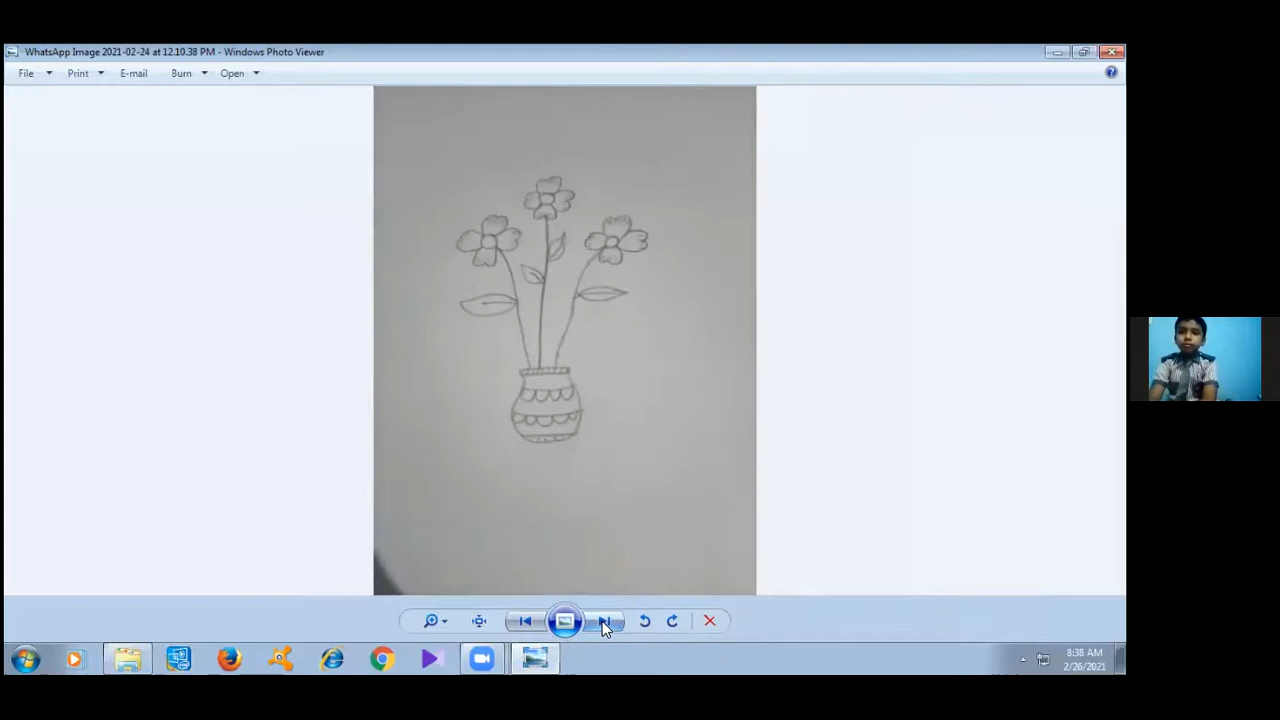 WhatsApp Image 2021-02-24 at 12.10.38 PM - Windows Photo Viewer
File Print E-mail Burn Open
8:38 AM
2/26/2021